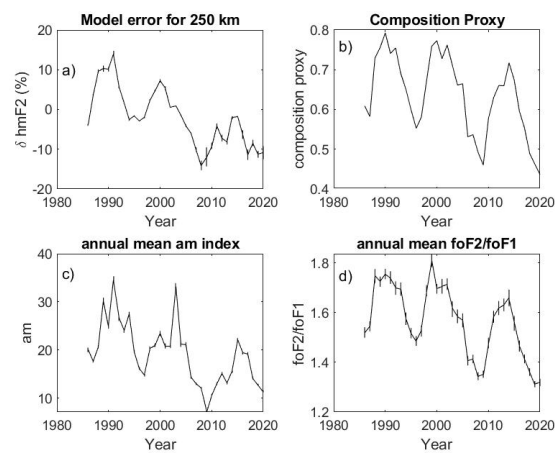 Model error for 250 km
a)
δ hmF2 (%)
20
10
0
-10
-20
1980
1990
2000
2010
2020
Year
Composition Proxy
b)
composition proxy
0.8
0.7
0.6
0.5
0.4
1980
1990
2000
2010
2020
Year
annual mean am index
c)
am
40
30
20
10
1980
1990
2000
2010
2020
Year
annual mean foF2/foF1
d)
foF2/foF1
1.8
1.6
1.4
1.2
1980
1990
2000
2010
2020
Year